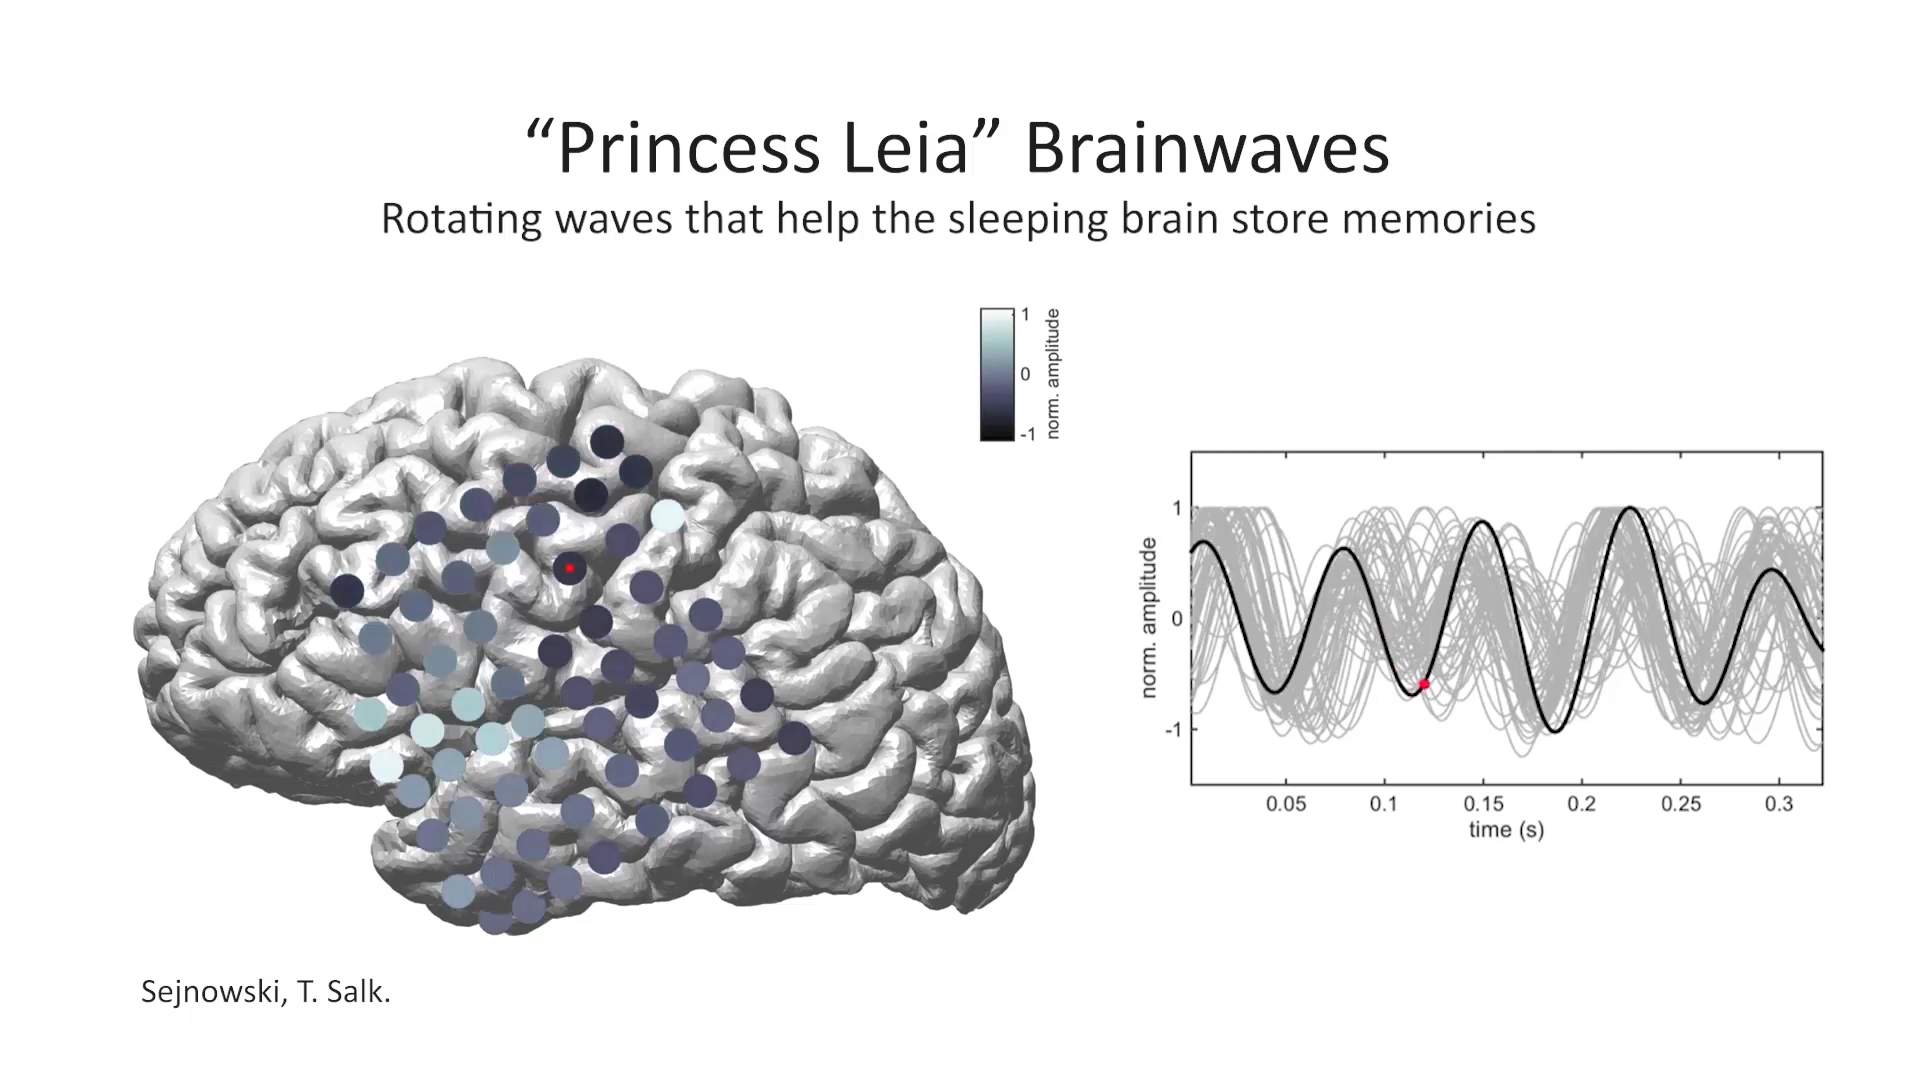 “Princess Leia” Brainwaves
Rotating waves that help the sleeping brain store memories
1
0
-1
norm. amplitude
1
0
-1
norm. amplitude
0.05 0.1 0.15 0.2 0.25 0.3
time (s)
Sejnowski, T. Salk.